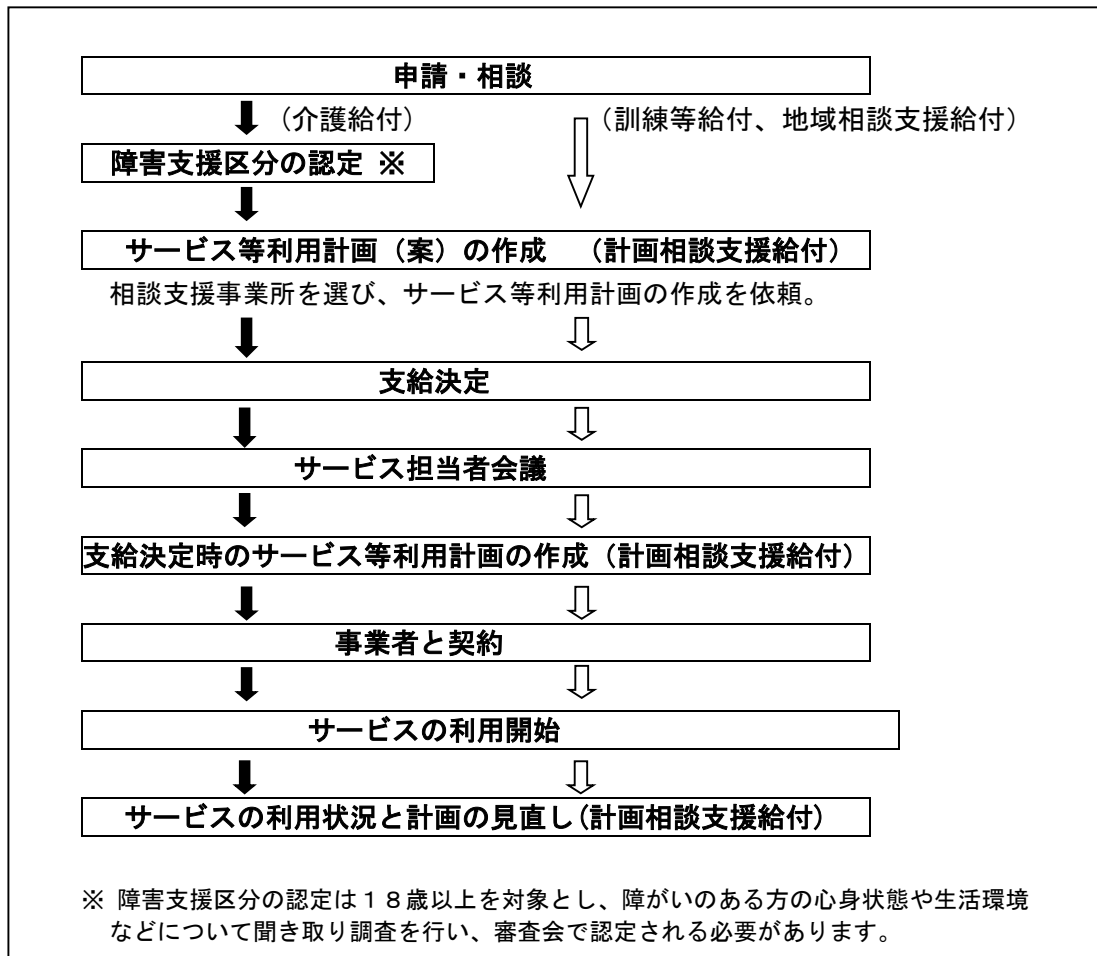 申請・相談
（介護給付）　（訓練等給付、地域相談支援給付）
障害支援区分の認定 ※
サービス等利用計画（案）の作成　（計画相談支援給付）
相談支援事業所を選び、サービス等利用計画の作成を依頼。
支給決定
サービス担当者会議
支給決定時のサービス等利用計画の作成（計画相談支援給付）
事業者と契約
サービスの利用開始
サービスの利用状況と計画の見直し（計画相談支援給付）
※ 障害支援区分の認定は１８歳以上を対象とし、障がいのある方の心身状態や生活環境
などについて聞き取り調査を行い、審査会で認定される必要があります。